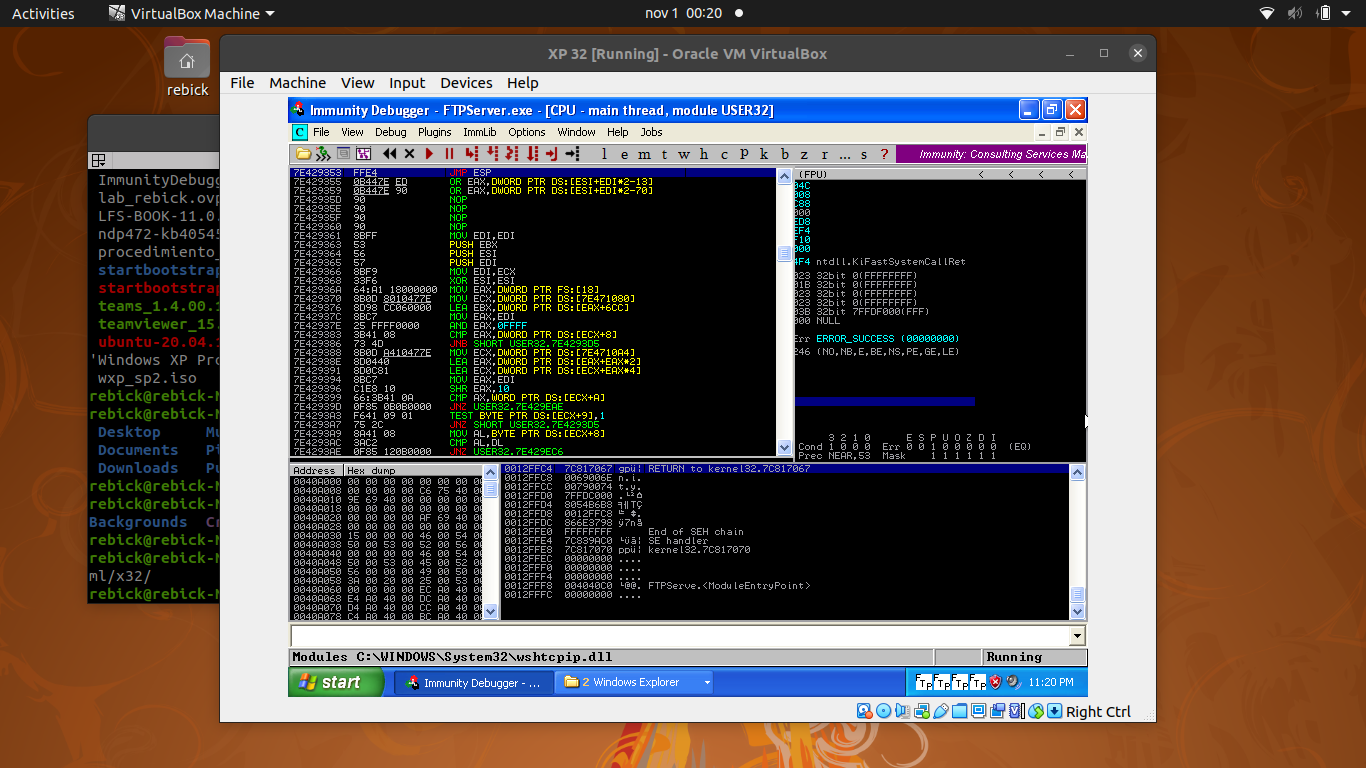 Activities
VirtualBox Machine
nov 1 00:20
rebick
XP 32 [Running] - Oracle VM VirtualBox
File Machine View Input Devices Help
Immunity Debugger - FTPServer.exe - [CPU - main thread, module USER32]
C File View Debug Plugins ImmLib Options Window Help Jobs
l e m t w h c p k b z r ... s ?
Immunity: Consulting Services Ma
7E429353 FFE4 JMP ESP
7E429355 0B447E ED OR EAX,DWORD PTR DS:[ESI+EDI*2-13]
7E429359 0B447E 90 OR EAX,DWORD PTR DS:[ESI+EDI*2-70]
7E42935D 90 NOP
7E42935E 90 NOP
7E42935F 90 NOP
7E429360 90 NOP
7E429361 8BFF MOV EDI,EDI
7E429363 53 PUSH EBX
7E429364 56 PUSH ESI
7E429365 57 PUSH EDI
7E429366 8BF9 MOV EDI,ECX
7E429368 33F6 XOR ESI,ESI
7E42936A 64:A1 18000000 MOV EAX,DWORD PTR FS:[18]
7E429370 8B0D 8010477E MOV ECX,DWORD PTR DS:[7E471080]
7E429376 8D98 CC060000 LEA EBX,DWORD PTR DS:[EAX+6CC]
7E42937C 8BC7 MOV EAX,EDI
7E42937E 25 FFFF0000 AND EAX,0FFFF
7E429383 3B41 08 CMP EAX,DWORD PTR DS:[ECX+8]
7E429386 73 4D JNB SHORT USER32.7E4293D5
7E429388 8B0D A410477E MOV ECX,DWORD PTR DS:[7E4710A4]
7E42938E 8D0440 LEA EAX,DWORD PTR DS:[EAX+EAX*2]
7E429391 8D0C81 LEA ECX,DWORD PTR DS:[ECX+EAX*4]
7E429394 8BC7 MOV EAX,EDI
7E429396 C1E8 10 SHR EAX,10
7E429399 66:3B41 0A CMP AX,WORD PTR DS:[ECX+A]
7E42939D 0F85 0B0B0000 JNZ USER32.7E429EAE
7E4293A3 F641 09 01 TEST BYTE PTR DS:[ECX+9],1
7E4293A7 75 2C JNZ SHORT USER32.7E4293D5
7E4293A9 8A41 08 MOV AL,BYTE PTR DS:[ECX+8]
7E4293AC 3AC2 CMP AL,DL
7E4293AE 0F85 120B0000 JNZ USER32.7E429EC6
(FPU) < < < <
04C
008
C88
000
ED8
EF4
F10
000
4F4 ntdll.KiFastSystemCallRet
023 32bit 0(FFFFFFFF)
01B 32bit 0(FFFFFFFF)
023 32bit 0(FFFFFFFF)
023 32bit 0(FFFFFFFF)
03B 32bit 7FFDF000(FFF)
000 NULL
Err ERROR_SUCCESS (00000000)
246 (NO,NB,E,BE,NS,PE,GE,LE)
3 2 1 0 E S P U O Z D I
Cond 1 0 0 0 Err 0 0 1 0 0 0 0 0 (EQ)
Prec NEAR,53 Mask 1 1 1 1 1 1
Address Hex dump
0040A000 00 00 00 00 00 00 00
0040A008 00 00 00 00 C6 75 40 00
0040A010 9E 69 40 00 00 00 00 00
0040A018 00 00 00 00 00 00 00
0040A020 00 00 00 00 AF 69 40 00
0040A028 00 00 00 00 00 00 00
0040A030 15 00 00 00 46 00 54 00
0040A038 50 00 53 00 52 00 56 00
0040A040 00 00 00 00 46 00 54 00
0040A048 50 00 53 00 45 00 52 00
0040A050 56 00 00 00 50 00 50 00
0040A058 3A 00 20 00 25 00 53 00
0040A060 00 00 00 00 EC A0 40 00
0040A068 E4 A0 40 00 DC A0 40 00
0040A070 D4 A0 40 00 CC A0 40 00
0040A078 C4 A0 40 00 BC A0 40 00
0012FFC4 7C817067 gpü¦ RETURN to kernel32.7C817067
0012FFC8 0069006E n.i.
0012FFCC 00790074 t.y.
0012FFD0 7FFDC000
0012FFD4 8054B6B8
0012FFD8 0012FFC8
0012FFDC 866E3798
0012FFE0 FFFFFFFF End of SEH chain
0012FFE4 7C839AC0 SE handler
0012FFE8 7C817070 ppü¦ kernel32.7C817070
0012FFEC 00000000 ....
0012FFF0 00000000 ....
0012FFF4 00000000 ....
0012FFF8 004040C0 FTPServe.<ModuleEntryPoint>
0012FFFC 00000000 ....
Modules C:\WINDOWS\System32\wshtcpip.dll
Running
start
Immunity Debugger - ...
2 Windows Explorer
FTP FTP FTP FTP
11:20 PM
Right Ctrl
ImmunityDebugg
lab_rebick.ovp
LFS-BOOK-11.0.
ndp472-kb40545
procedimiento_
startbootstrap
startbootstrap
teams_1.4.00.1
teamviewer_15.
ubuntu-20.04.
'Windows XP Pro
wxp_sp2.iso
rebick@rebick-N
rebick@rebick-N
Desktop Mu
Documents Pi
Downloads Pu
rebick@rebick-N
rebick@rebick-N
Backgrounds Cr
rebick@rebick-N
rebick@rebick-N
ml/x32/
rebick@rebick-N